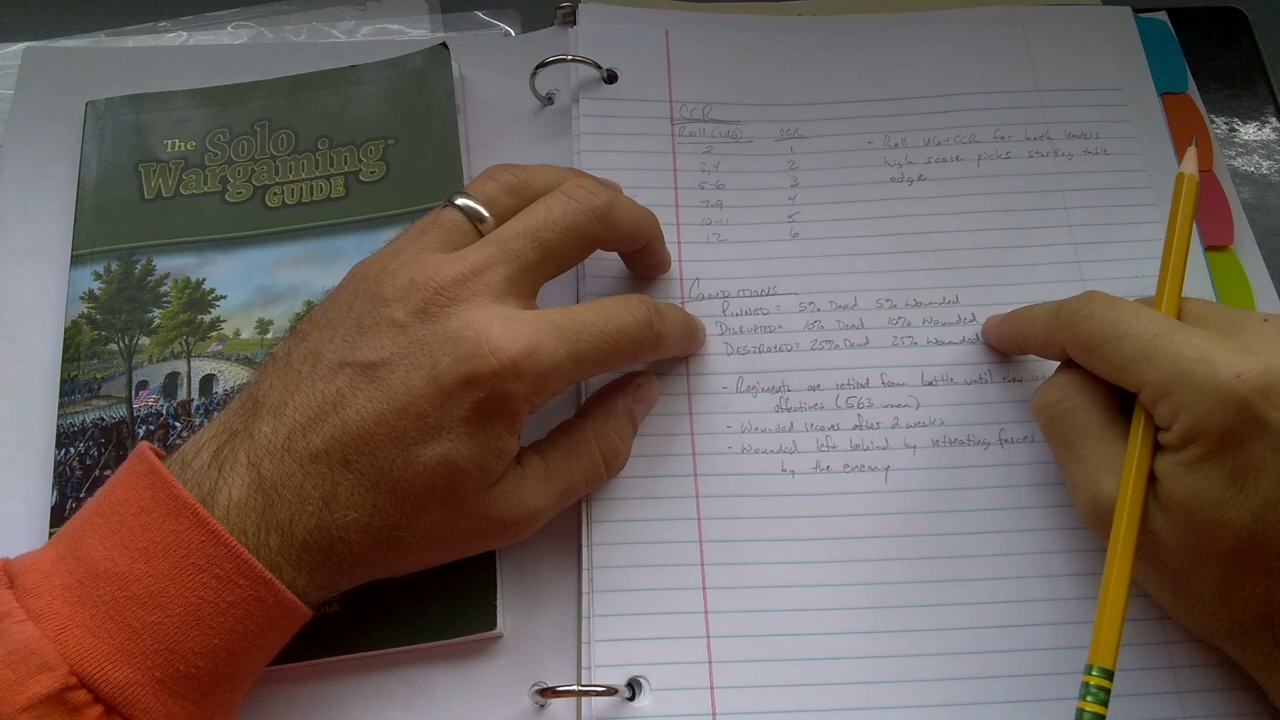 The Solo
Wargaming™
GUIDE
CCR
Roll (2d6) CCR
2 1
3,4 2
5-6 3
7-9 4
10-11 5
12 6
- Roll CCR for both leaders
high score picks starting table
edge
CONDITIONS
PINNED = 5% Dead 5% Wounded
DISRUPTED = 10% Dead 10% Wounded
DESTROYED = 25% Dead 25% Wounded
- Regiments are retired from battle until they
effectives (563 men)
- Wounded recover after 2 weeks
- Wounded left behind by retreating forces
by the enemy